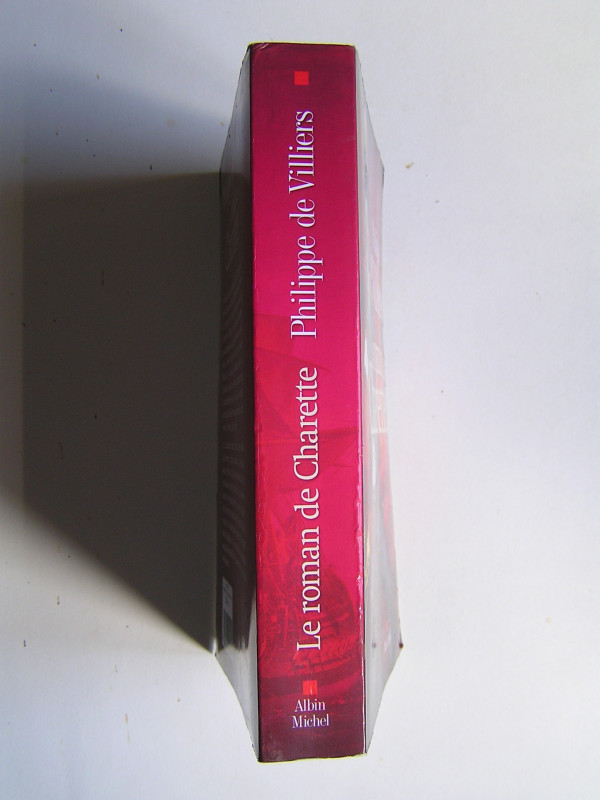 Le roman de Charette Philippe de Villiers
Albin
Michel